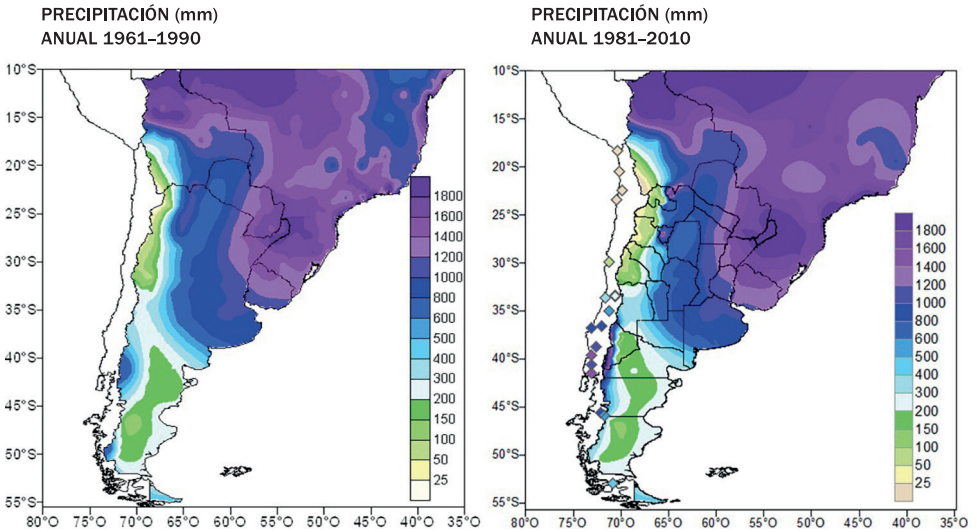 PRECIPITACIÓN (mm)
ANUAL 1961–1990
10°S
15°S
20°S
25°S
30°S
35°S
40°S
45°S
50°S
55°S
80°O 75°O 70°O 65°O 60°O 55°O 50°O 45°O 40°O 35°O
1800
1600
1400
1200
1000
800
600
500
400
300
200
150
100
50
25
PRECIPITACIÓN (mm)
ANUAL 1981–2010
10°S
15°S
20°S
25°S
30°S
35°S
40°S
45°S
50°S
55°S
80°O 75°O 70°O 65°O 60°O 55°O 50°O 45°O 40°O 35°O
1800
1600
1400
1200
1000
800
600
500
400
300
200
150
100
50
25